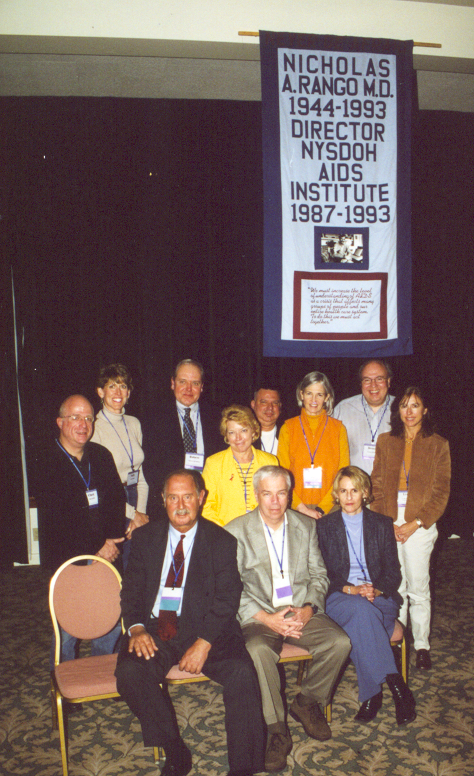 NICHOLAS
A. RANGO M.D.
1944-1993
DIRECTOR
NYSDOH
AIDS
INSTITUTE
1987-1993
"We must increase the level
of understanding of AIDS
as a crisis that affects many
groups of people and our
entire health care system.
To do this we must act
together."